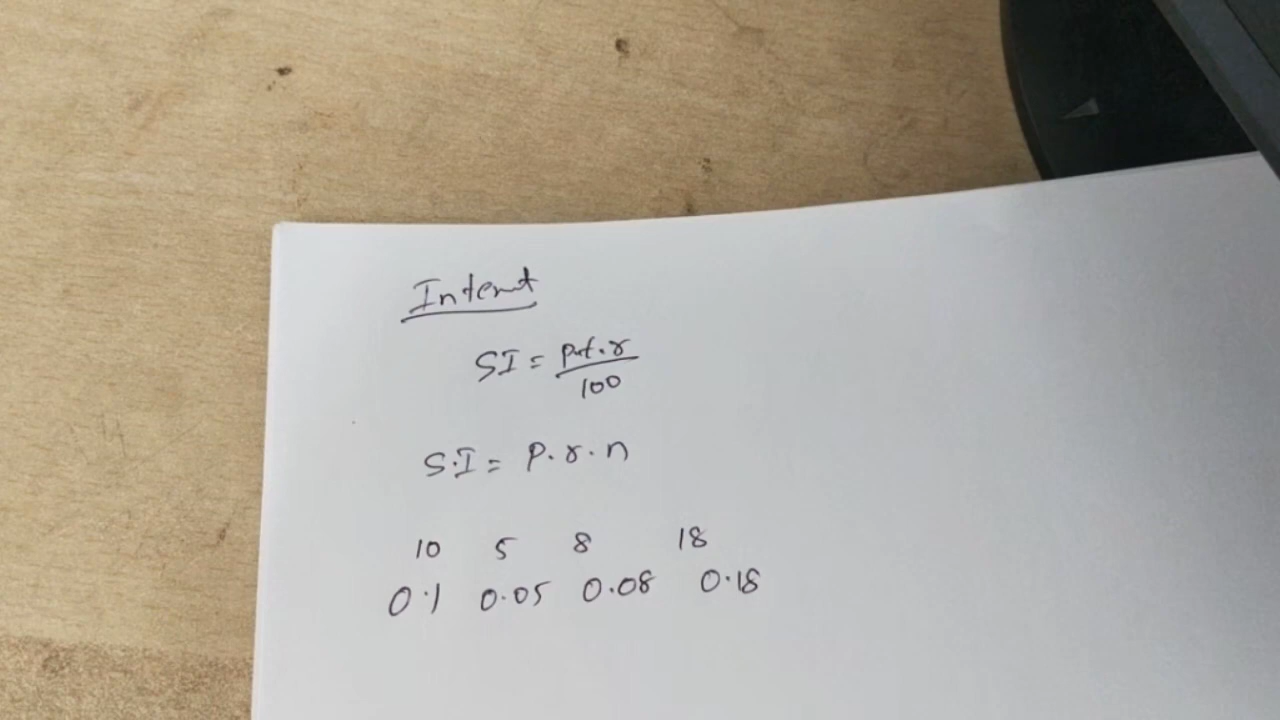 Interest
SI = p.t.r
100
S.I = P.r.n
10 5 8 18
0.1 0.05 0.08 0.18